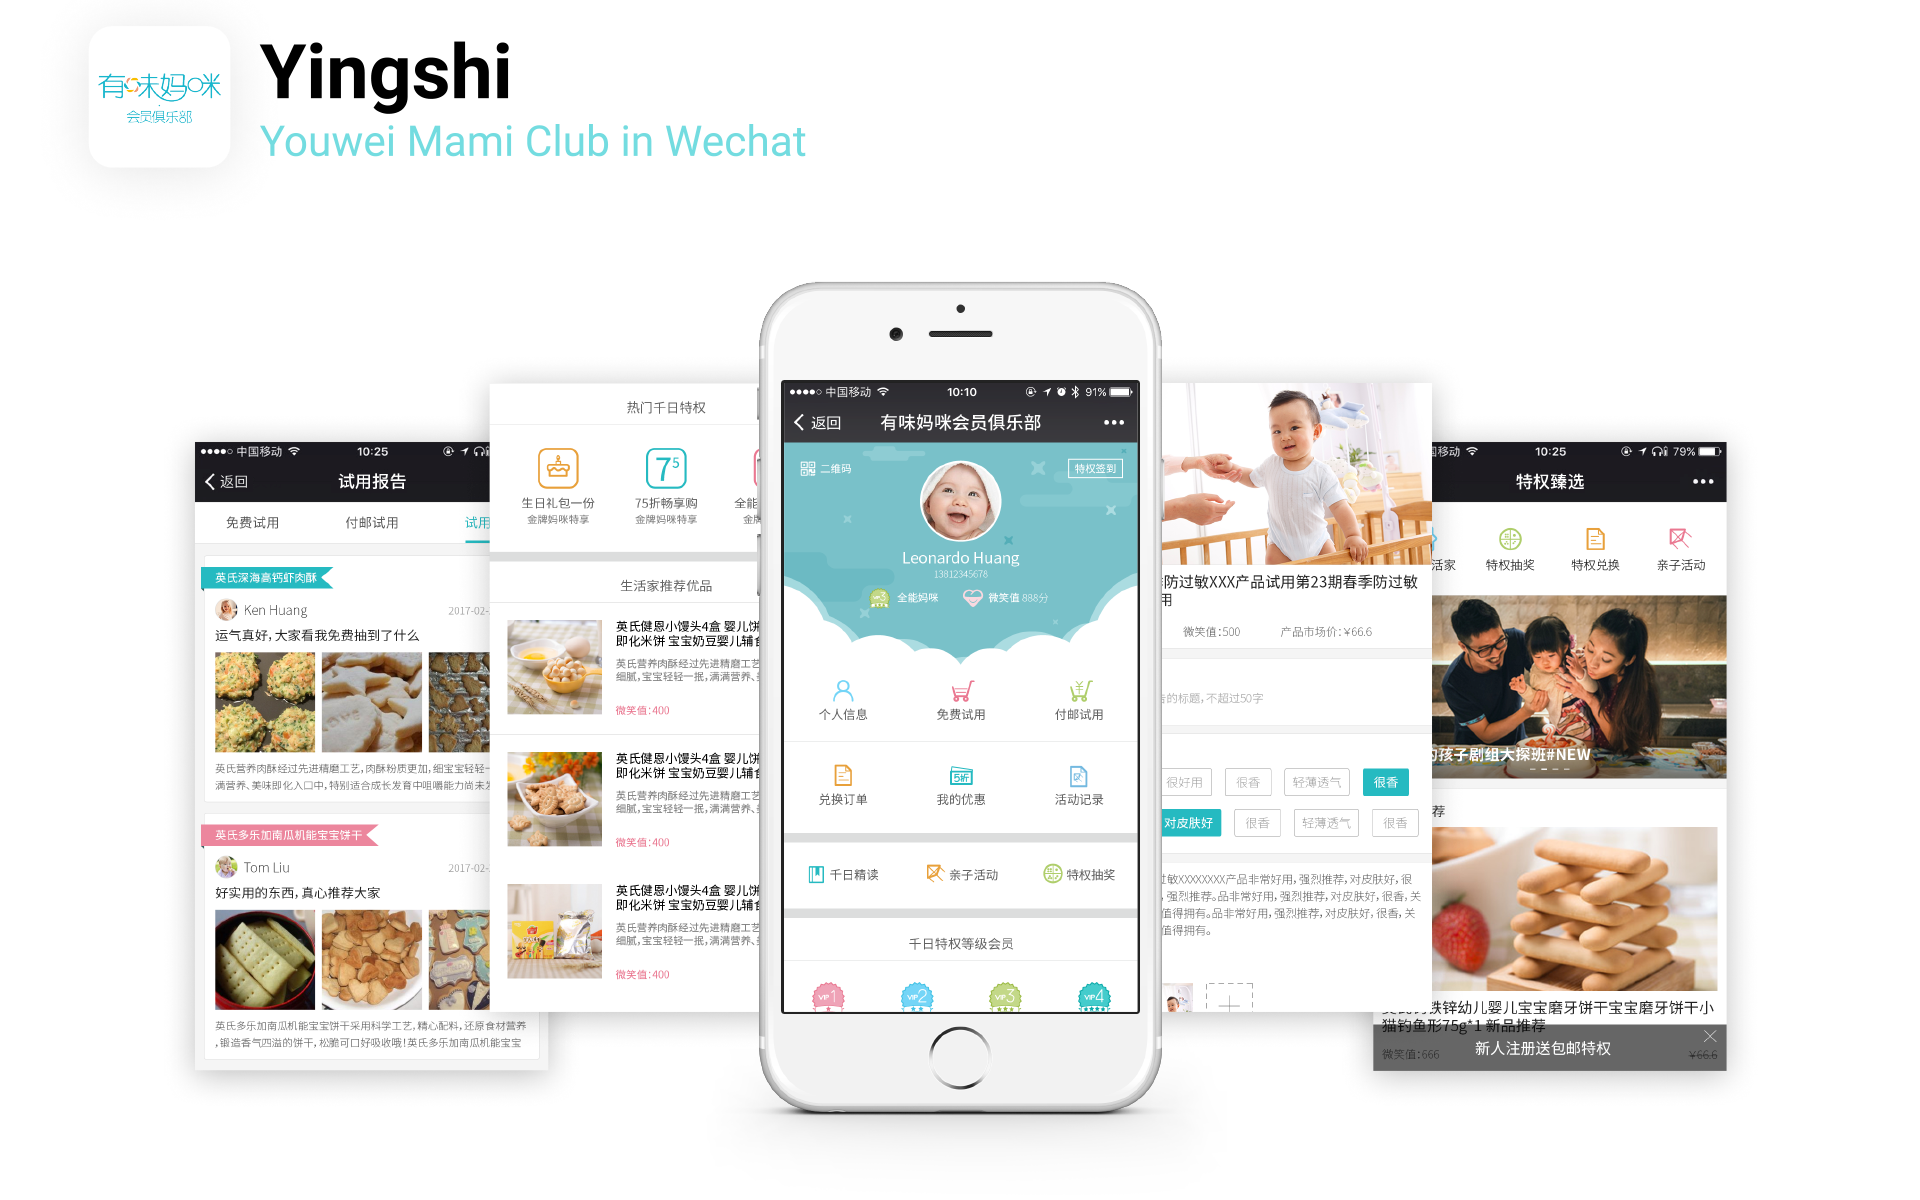 有味妈咪
会员俱乐部
Yingshi
Youwei Mami Club in Wechat
中国移动 10:25
返回 试用报告
免费试用 付邮试用 试用
英氏深海高钙虾肉酥
Ken Huang 2017-02-
运气真好,大家看我免费抽到了什么
英氏营养肉酥经过先进精磨工艺,肉酥粉质更加,细宝宝轻轻一
满营养、美味即化入口中,特别适合成长发育中咀嚼能力尚未发
英氏多乐加南瓜机能宝宝饼干
Tom Liu 2017-02-
好实用的东西,真心推荐大家
英氏多乐加南瓜机能宝宝饼干采用科学工艺,精心配料,还原食材营养
,锻造香气四溢的饼干,松脆可口好吸收哦!英氏多乐加南瓜机能宝宝
热门千日特权
75
生日礼包一份 75折畅享购 全能
金牌妈咪特享 金牌妈咪特享 金
生活家推荐优品
英氏健恩小馒头4盒 婴儿饼
即化米饼 宝宝奶豆婴儿辅食
英氏营养肉酥经过先进精磨工艺
细腻,宝宝轻轻一抿,满满营养、
微笑值:400
英氏健恩小馒头4盒 婴儿饼
即化米饼 宝宝奶豆婴儿辅食
英氏营养肉酥经过先进精磨工艺
细腻,宝宝轻轻一抿,满满营养、
微笑值:400
英氏健恩小馒头4盒 婴儿饼
即化米饼 宝宝奶豆婴儿辅食
英氏营养肉酥经过先进精磨工艺
细腻,宝宝轻轻一抿,满满营养、
微笑值:400
中国移动 10:10 91%
返回 有味妈咪会员俱乐部
二维码 特权签到
Leonardo Huang
13812345678
全能妈咪 微笑值 888分
个人信息 免费试用 付邮试用
5折
兑换订单 我的优惠 活动记录
千日精读 亲子活动 特权抽奖
千日特权等级会员
VIP1 VIP2 VIP3 VIP4
防过敏XXX产品试用第23期春季防过敏
用
微笑值:500 产品市场价:¥66.6
告的标题,不超过50字
很好用 很香 轻薄透气 很香
对皮肤好 很香 轻薄透气 很香
过敏XXXXXXXX产品非常好用,强烈推荐,对皮肤好,很
,强烈推荐。品非常好用,强烈推荐,对皮肤好,很香,关
值得拥有。品非常好用,强烈推荐,对皮肤好,很香,关
值得拥有。
国移动 10:25 79%
特权臻选
活家 特权抽奖 特权兑换 亲子活动
的孩子剧组大探班#NEW
荐
铁锌幼儿婴儿宝宝磨牙饼干宝宝磨牙饼干小
猫钓鱼形75g*1 新品推荐
微笑值:666 ¥66.6
新人注册送包邮特权